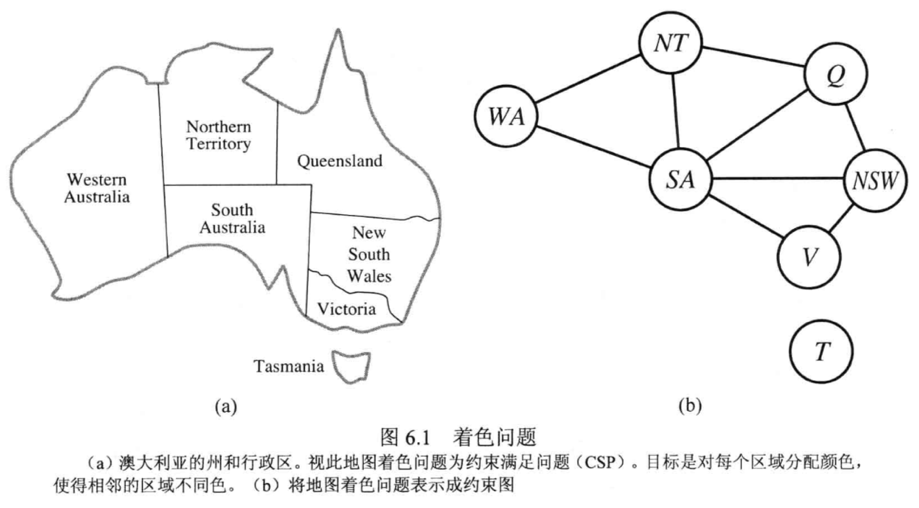 Northern
Territory
Western
Australia
Queensland
South
Australia
New
South
Wales
Victoria
Tasmania
(a)
NT
Q
WA
SA
NSW
V
T
(b)
图 6.1 着色问题
（a）澳大利亚的州和行政区。视此地图着色问题为约束满足问题（CSP）。目标是对每个区域分配颜色，
使得相邻的区域不同色。（b）将地图着色问题表示成约束图